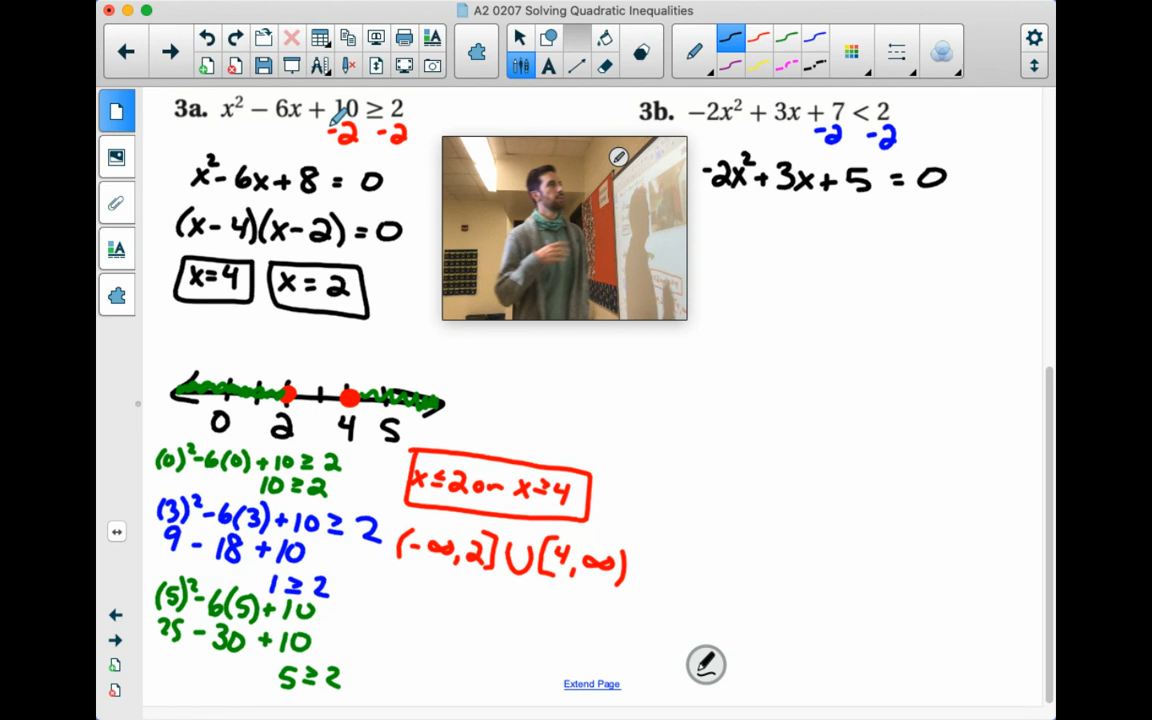 A2 0207 Solving Quadratic Inequalities
3a. x² − 6x + 10 ≥ 2
-2 -2
x² - 6x + 8 = 0
(x - 4)(x - 2) = 0
x = 4 x = 2
0 2 4 5
(0)² - 6(0) + 10 ≥ 2
10 ≥ 2
(3)² - 6(3) + 10 ≥ 2
9 - 18 + 10
1 ≥ 2
(5)² - 6(5) + 10
25 - 30 + 10
5 ≥ 2
x ≤ 2 or x ≥ 4
(-∞, 2] ∪ [4, ∞)
3b. −2x² + 3x + 7 < 2
-2 -2
-2x² + 3x + 5 = 0
Extend Page